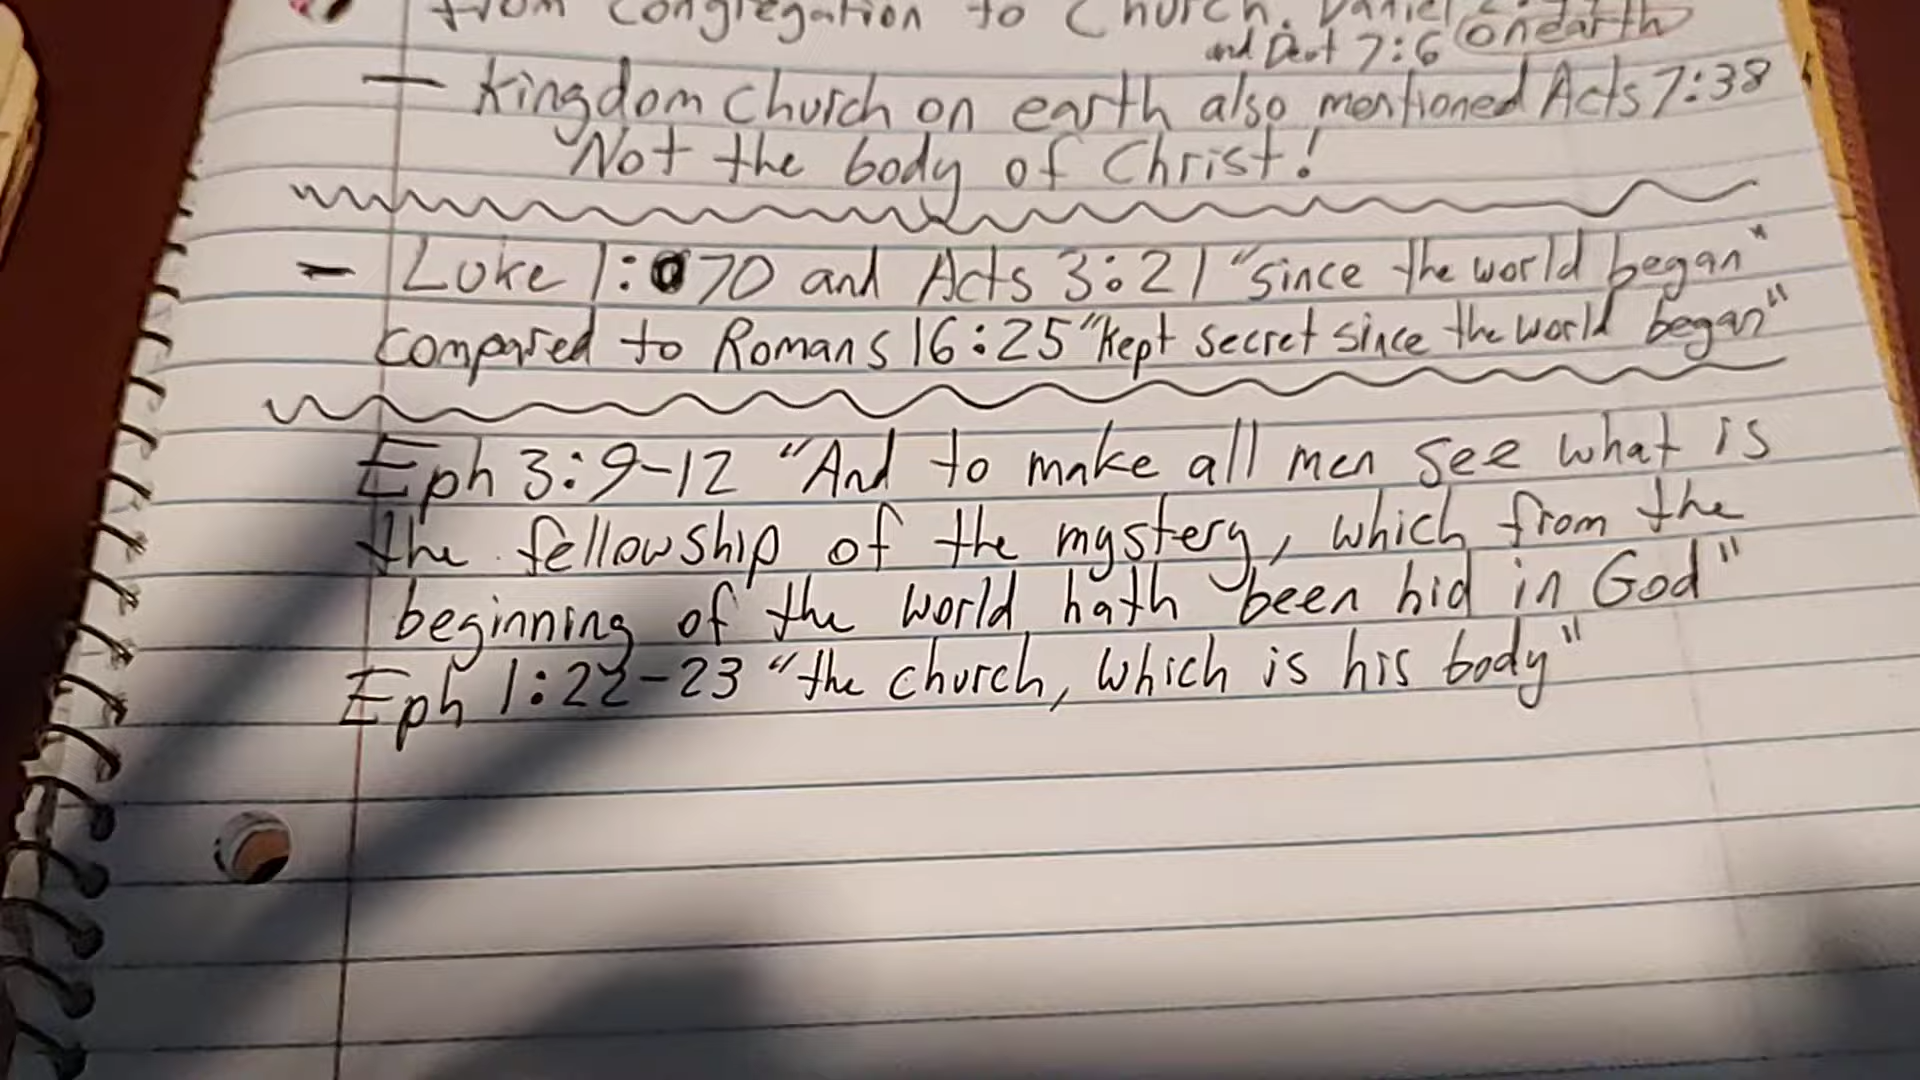 from Congregation to Church. Daniel
and Deut 7:6 on earth
— Kingdom Church on earth also mentioned Acts 7:38
Not the body of Christ!
- Luke 1:70 and Acts 3:21 "since the world began"
compared to Romans 16:25 "Kept secret since the world began"
Eph 3:9-12 "And to make all men see what is
the fellowship of the mystery, which from the
beginning of the world hath been hid in God"
Eph 1:22-23 "the church, which is his body"